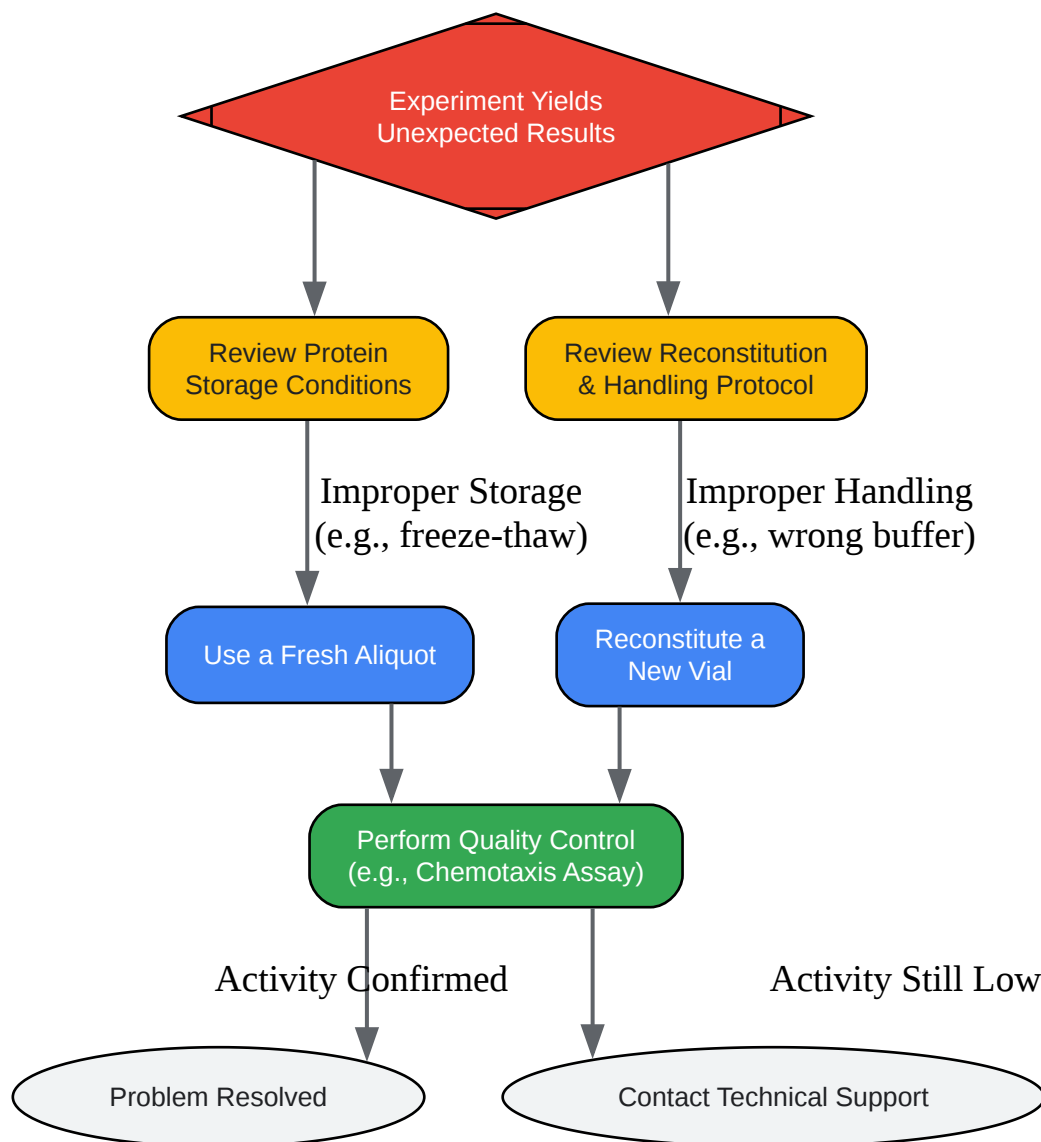 Experiment Yields
Unexpected Results
Review Protein
Storage Conditions
Review Reconstitution
& Handling Protocol
Improper Storage
(e.g., freeze-thaw)
Improper Handling
(e.g., wrong buffer)
Use a Fresh Aliquot
Reconstitute a
New Vial
Perform Quality Control
(e.g., Chemotaxis Assay)
Activity Confirmed
Activity Still Low
Problem Resolved
Contact Technical Support